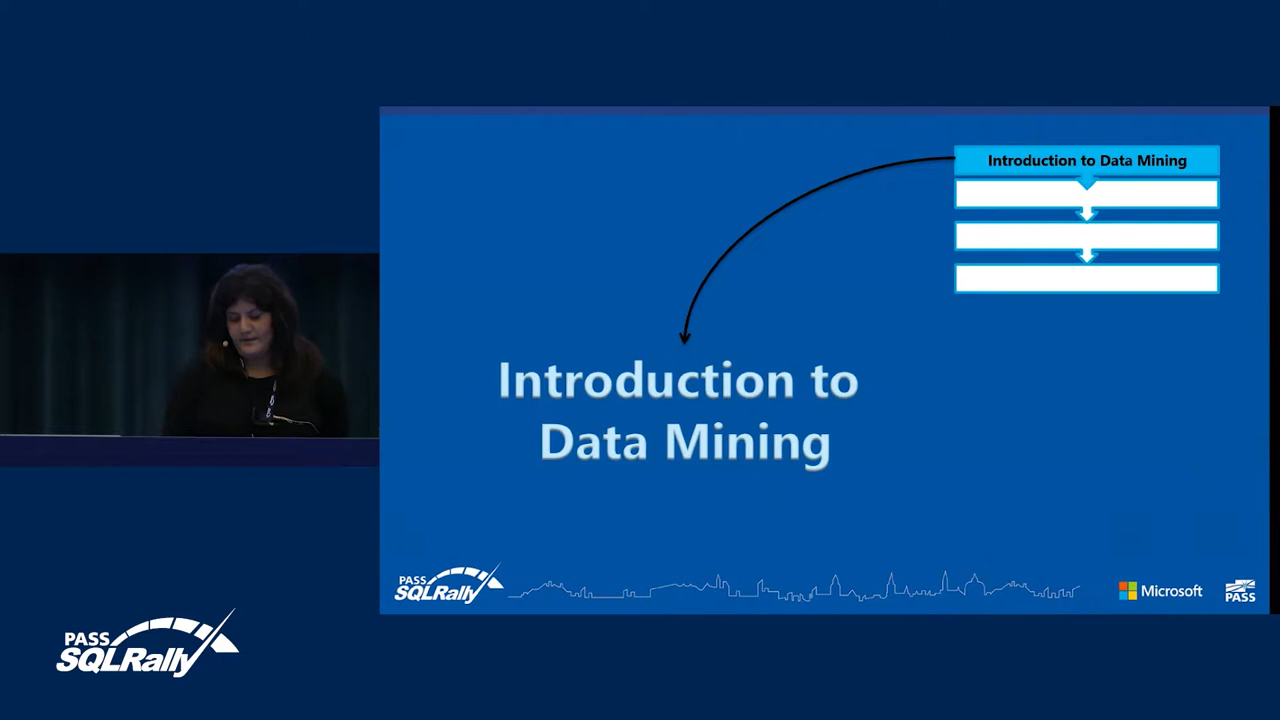 Introduction to Data Mining
Introduction to
Data Mining
PASS
SQLRally
Microsoft
PASS
PASS
SQLRally